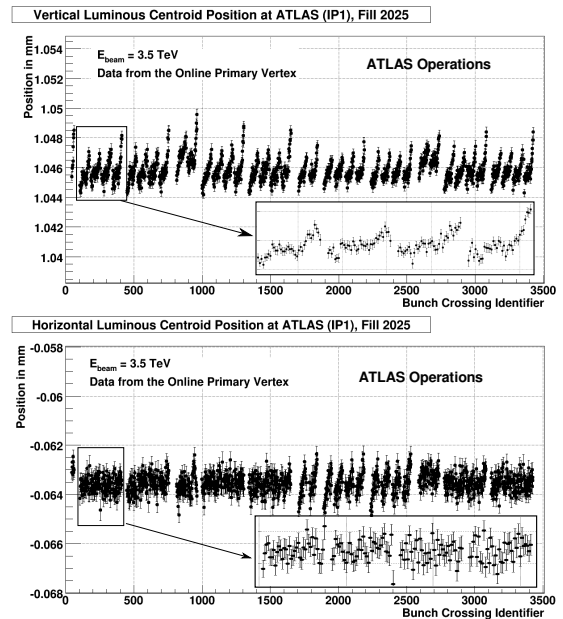 Vertical Luminous Centroid Position at ATLAS (IP1), Fill 2025
Position in mm
1.054
1.052
1.05
1.048
1.046
1.044
1.042
1.04
E_beam = 3.5 TeV
Data from the Online Primary Vertex
ATLAS Operations
0 500 1000 1500 2000 2500 3000 3500
Bunch Crossing Identifier
Horizontal Luminous Centroid Position at ATLAS (IP1), Fill 2025
Position in mm
-0.058
-0.06
-0.062
-0.064
-0.066
-0.068
E_beam = 3.5 TeV
Data from the Online Primary Vertex
ATLAS Operations
0 500 1000 1500 2000 2500 3000 3500
Bunch Crossing Identifier